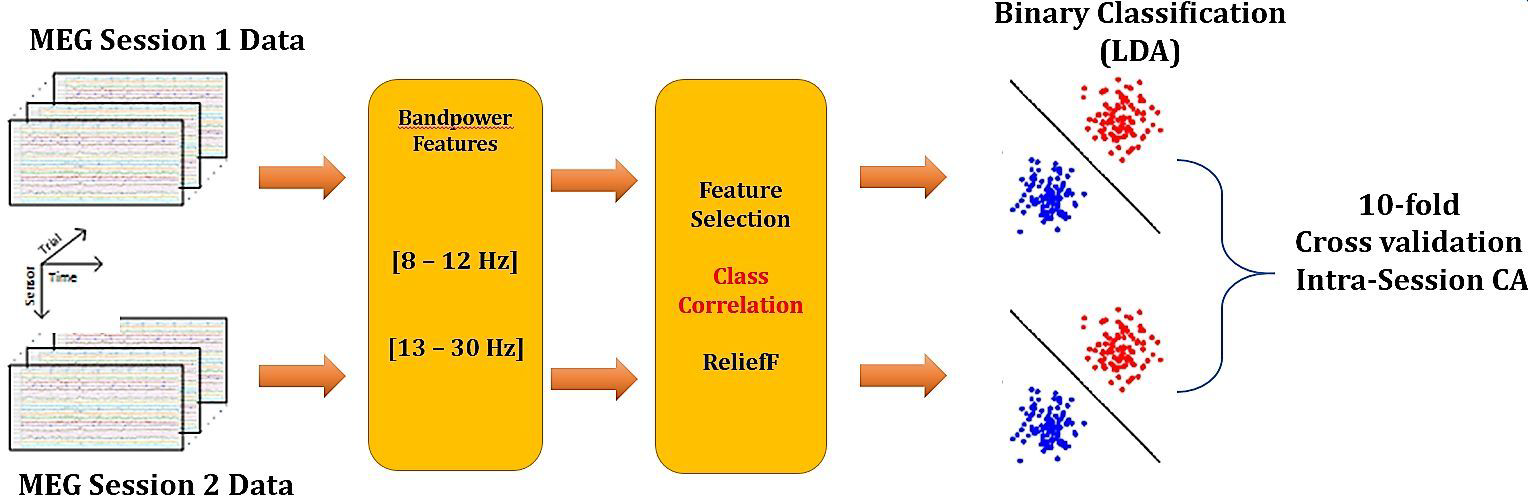 MEG Session 1 Data
Trial
Time
Sensor
MEG Session 2 Data
Bandpower
Features
[8 – 12 Hz]
[13 – 30 Hz]
Feature
Selection
Class
Correlation
ReliefF
Binary Classification
(LDA)
10-fold
Cross validation
Intra-Session CA